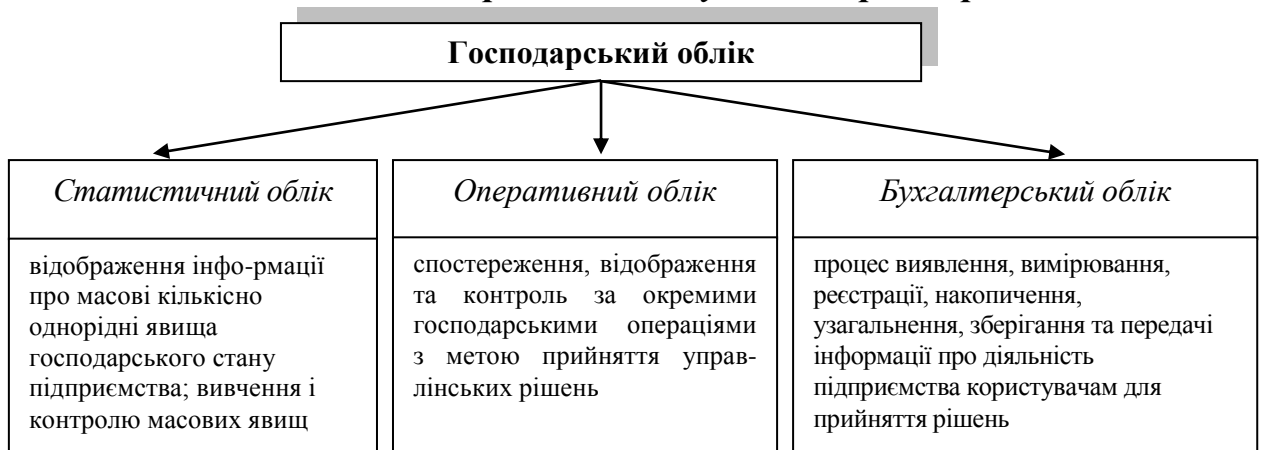 Господарський облік
Статистичний облік
відображення інфо-рмації
про масові кількісно
однорідні явища
господарського стану
підприємства; вивчення і
контролю масових явищ
Оперативний облік
спостереження, відображення
та контроль за окремими
господарськими операціями
з метою прийняття управ-
лінських рішень
Бухгалтерський облік
процес виявлення, вимірювання,
реєстрації, накопичення,
узагальнення, зберігання та передачі
інформації про діяльність
підприємства користувачам для
прийняття рішень